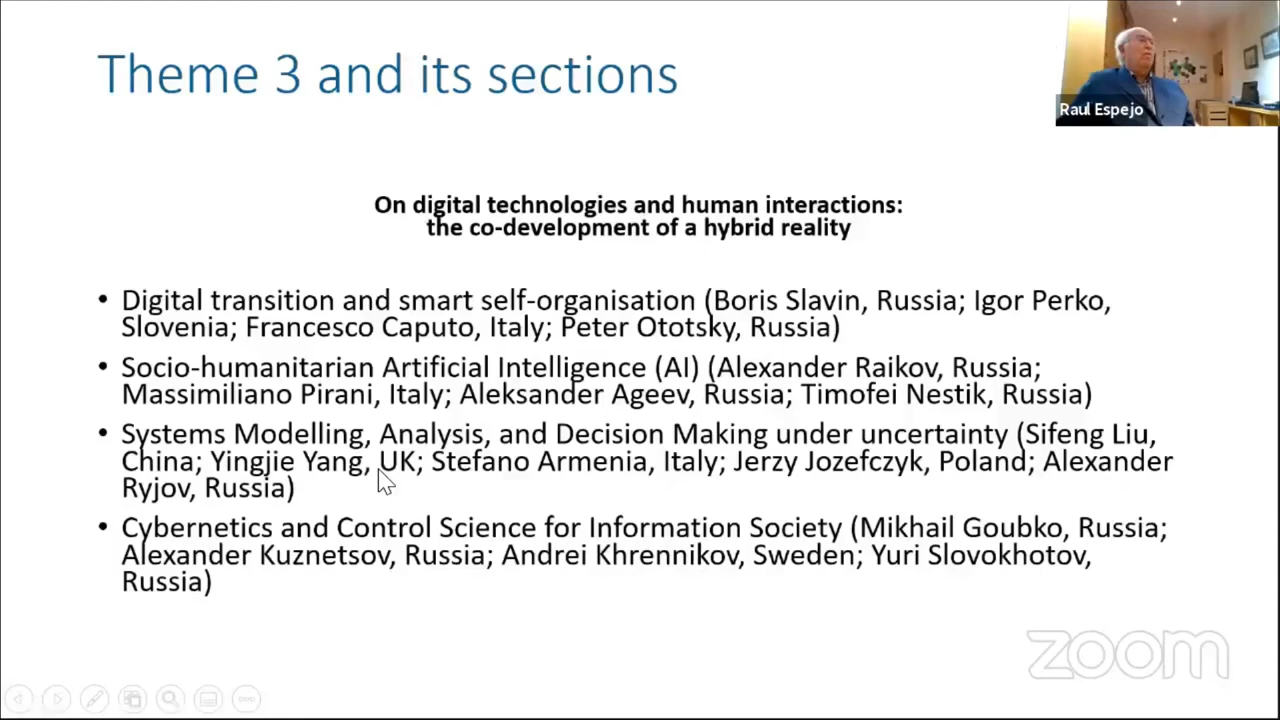 Theme 3 and its sections
Raul Espejo
On digital technologies and human interactions:
the co-development of a hybrid reality
• Digital transition and smart self-organisation (Boris Slavin, Russia; Igor Perko,
Slovenia; Francesco Caputo, Italy; Peter Ototsky, Russia)
• Socio-humanitarian Artificial Intelligence (AI) (Alexander Raikov, Russia;
Massimiliano Pirani, Italy; Aleksander Ageev, Russia; Timofei Nestik, Russia)
• Systems Modelling, Analysis, and Decision Making under uncertainty (Sifeng Liu,
China; Yingjie Yang, UK; Stefano Armenia, Italy; Jerzy Jozefczyk, Poland; Alexander
Ryjov, Russia)
• Cybernetics and Control Science for Information Society (Mikhail Goubko, Russia;
Alexander Kuznetsov, Russia; Andrei Khrennikov, Sweden; Yuri Slovokhotov,
Russia)
zoom